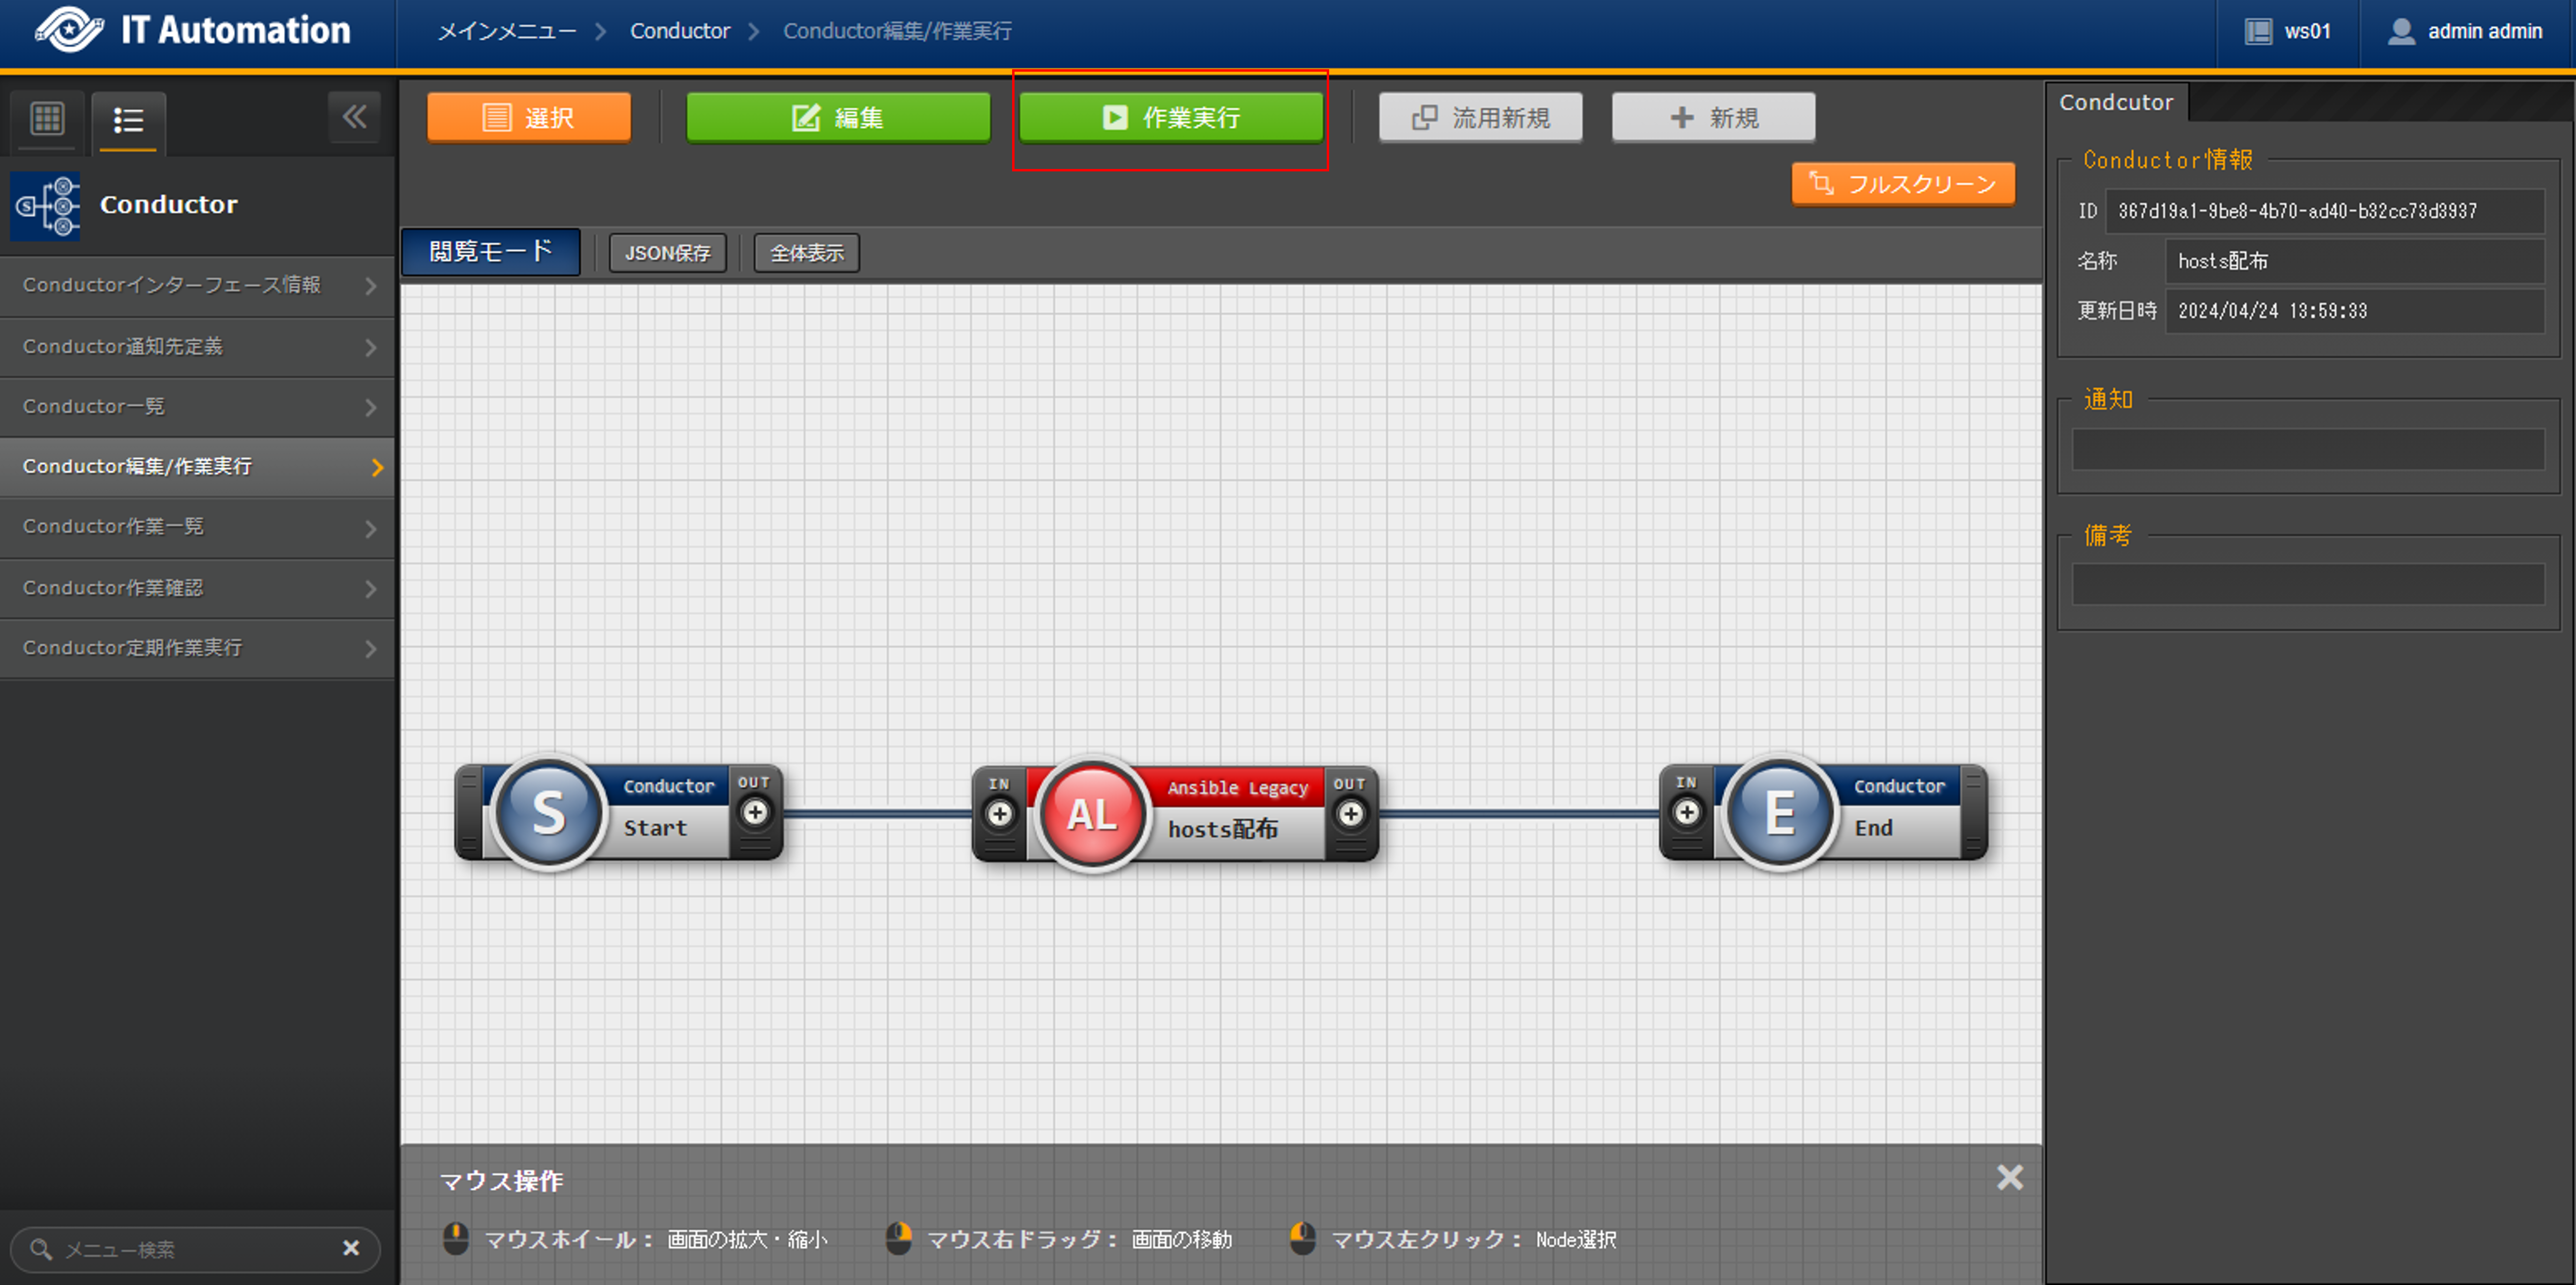 IT Automation
メインメニュー
Conductor
Conductor編集/作業実行
ws01
admin admin
選択
編集
作業実行
流用新規
新規
フルスクリーン
Conductor
Conductorインターフェース情報
Conductor通知先定義
Conductor一覧
Conductor編集/作業実行
Conductor作業一覧
Conductor作業確認
Conductor定期作業実行
メニュー検索
閲覧モード
JSON保存
全体表示
S
Conductor
Start
OUT
IN
AL
Ansible Legacy
hosts配布
OUT
IN
E
Conductor
End
マウス操作
マウスホイール： 画面の拡大・縮小
マウス右ドラッグ： 画面の移動
マウス左クリック： Node選択
Condcutor
Conductor情報
ID 367d19a1-9be8-4b70-ad40-b32cc73d3937
名称 hosts配布
更新日時 2024/04/24 13:59:33
通知
備考